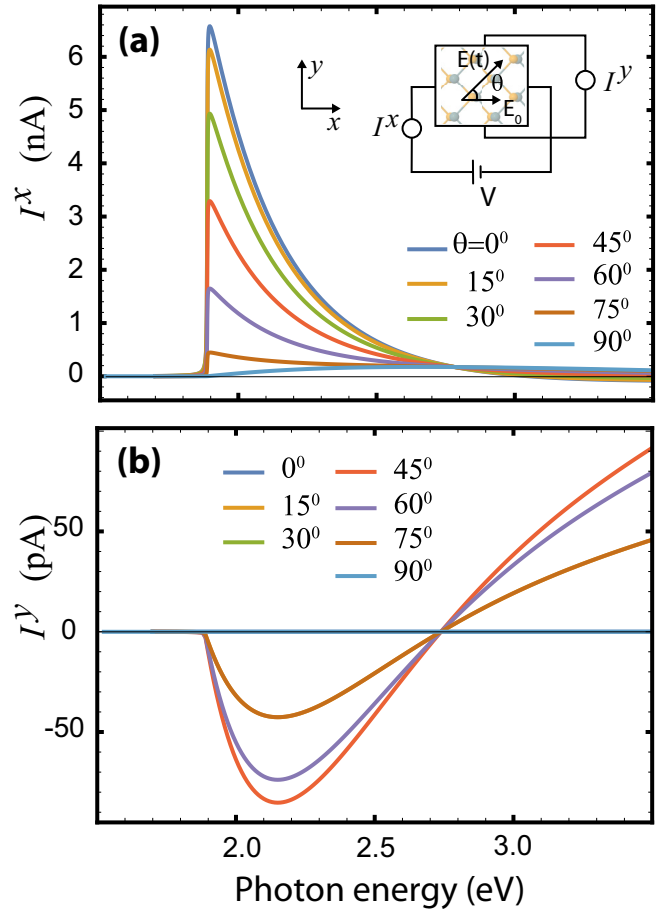 (a)
I^x (nA)
6
5
4
3
2
1
0
y
x
E(t)
θ
E₀
I^x
I^y
V
θ=0⁰ 45⁰
15⁰ 60⁰
30⁰ 75⁰
90⁰
(b)
I^y (pA)
50
0
-50
0⁰ 45⁰
15⁰ 60⁰
30⁰ 75⁰
90⁰
2.0 2.5 3.0
Photon energy (eV)